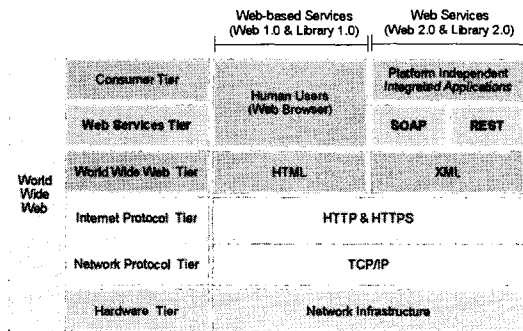 Web-based Services
(Web 1.0 & Library 1.0)
Web Services
(Web 2.0 & Library 2.0)
Consumer Tier
Human Users
(Web Browser)
Platform Independent
Integrated Applications
Web Services Tier
SOAP
REST
World Wide Web Tier
HTML
XML
World
Wide
Web
Internet Protocol Tier
HTTP & HTTPS
Network Protocol Tier
TCP/IP
Hardware Tier
Network Infrastructure